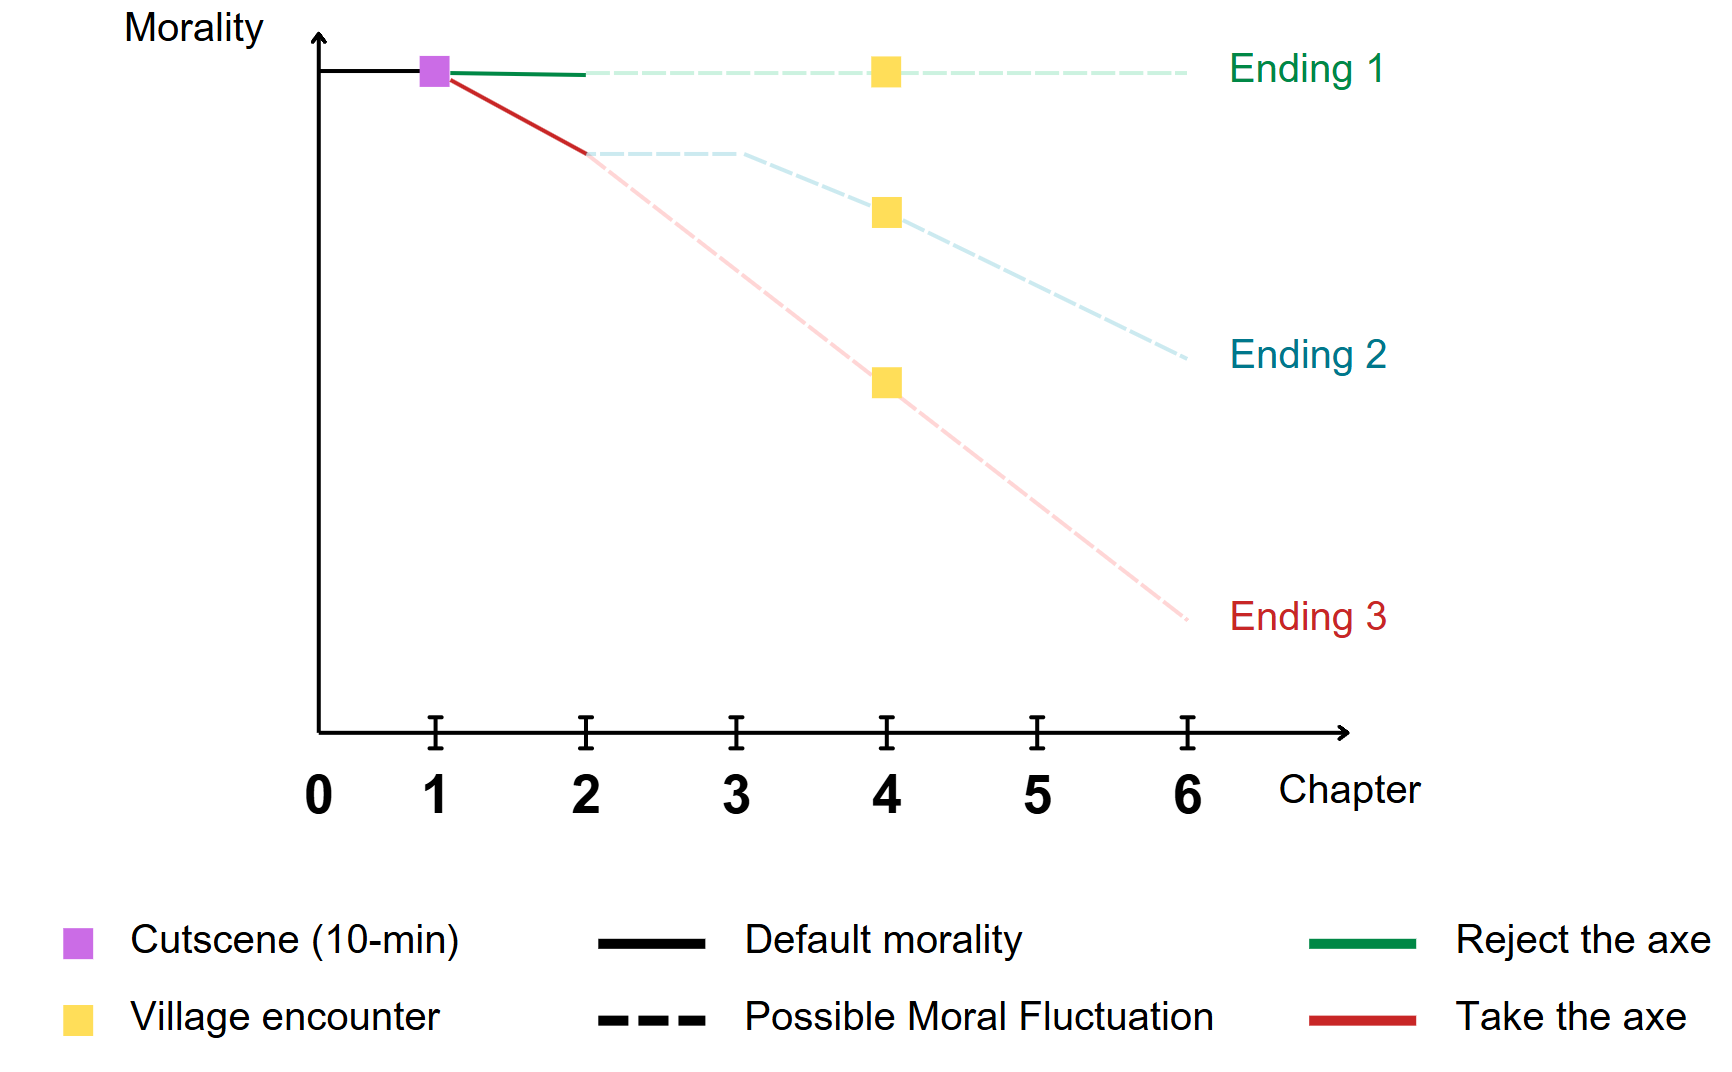 Morality
Ending 1
Ending 2
Ending 3
0 1 2 3 4 5 6 Chapter
Cutscene (10-min) Default morality Reject the axe
Village encounter Possible Moral Fluctuation Take the axe